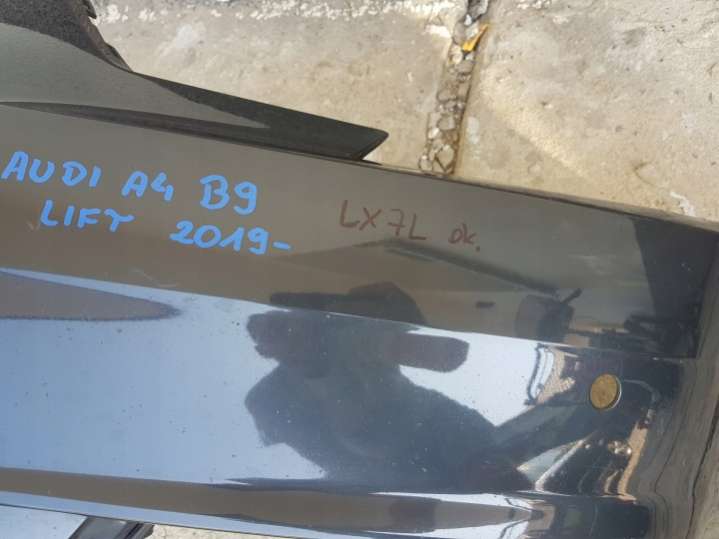 AUDI A4 B9
LIFT 2019-
LX7L ok.